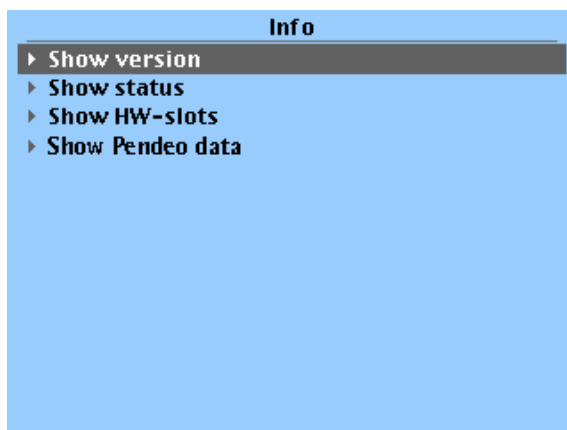 Info
Show version
Show status
Show HW-slots
Show Pendeo data